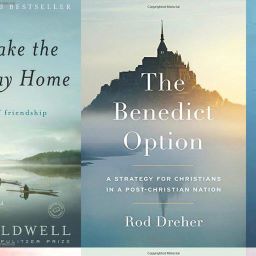 BESTSELLER
ake the
y Home
friendship
LDWELL
PULITZER PRIZE
The
Benedict
Option
A STRATEGY FOR CHRISTIANS
IN A POST-CHRISTIAN NATION
Rod Dreher